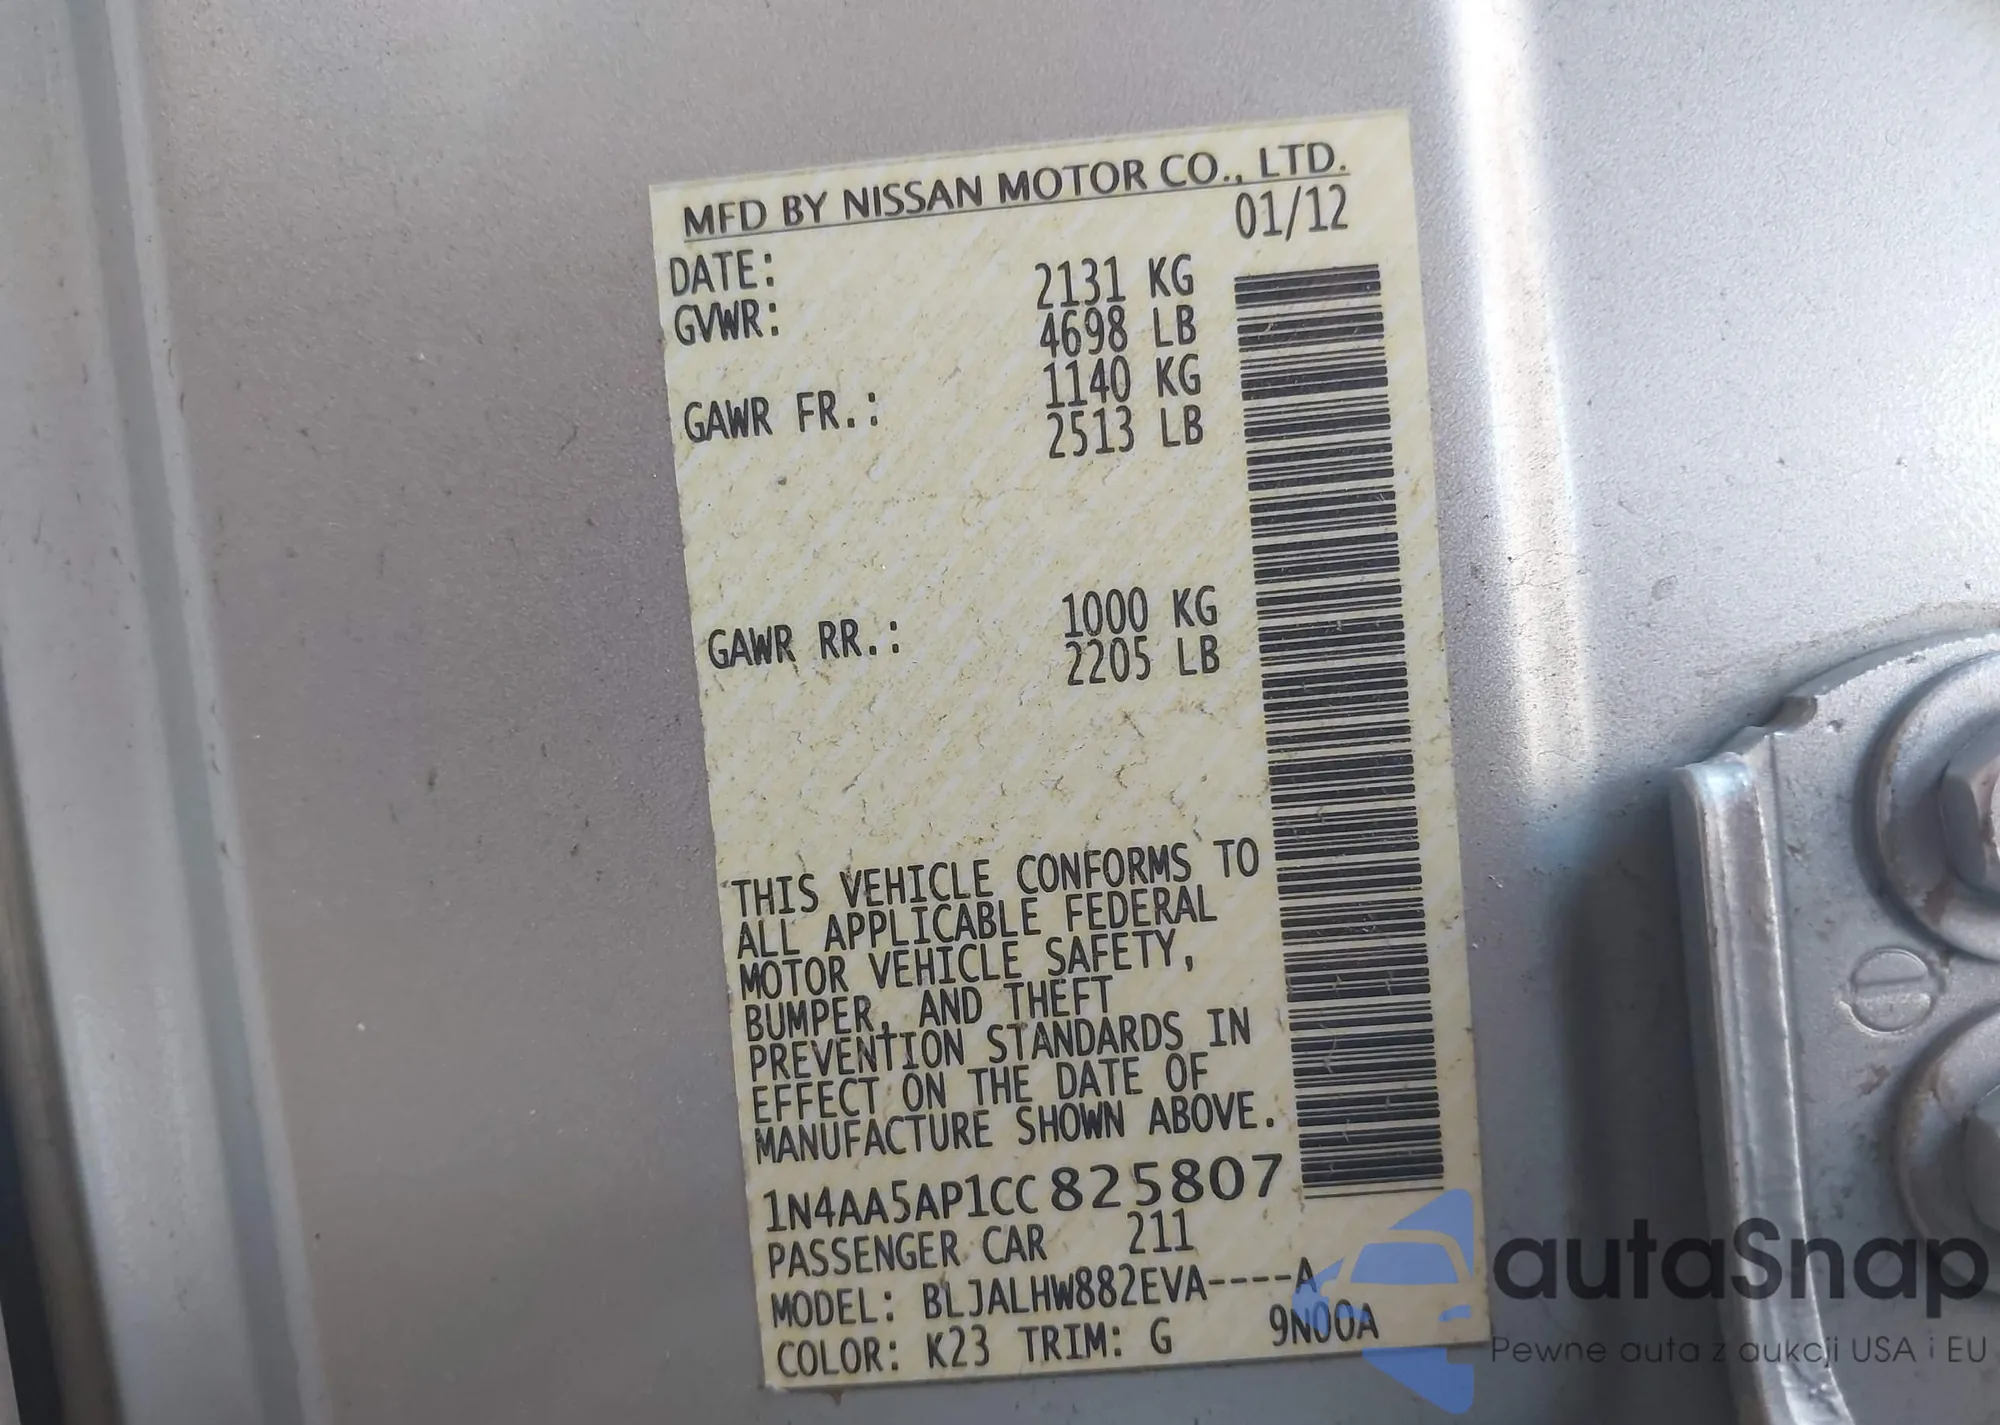 MFD BY NISSAN MOTOR CO., LTD.
DATE: 01/12
GVWR: 2131 KG
4698 LB
GAWR FR.: 1140 KG
2513 LB
GAWR RR.: 1000 KG
2205 LB
THIS VEHICLE CONFORMS TO
ALL APPLICABLE FEDERAL
MOTOR VEHICLE SAFETY,
BUMPER, AND THEFT
PREVENTION STANDARDS IN
EFFECT ON THE DATE OF
MANUFACTURE SHOWN ABOVE.
1N4AA5AP1CC825807
PASSENGER CAR 211
MODEL: BLJALHW882EVA----A
COLOR: K23 TRIM: G 9N00A
autaSnap
Pewne auta z aukcji USA i EU